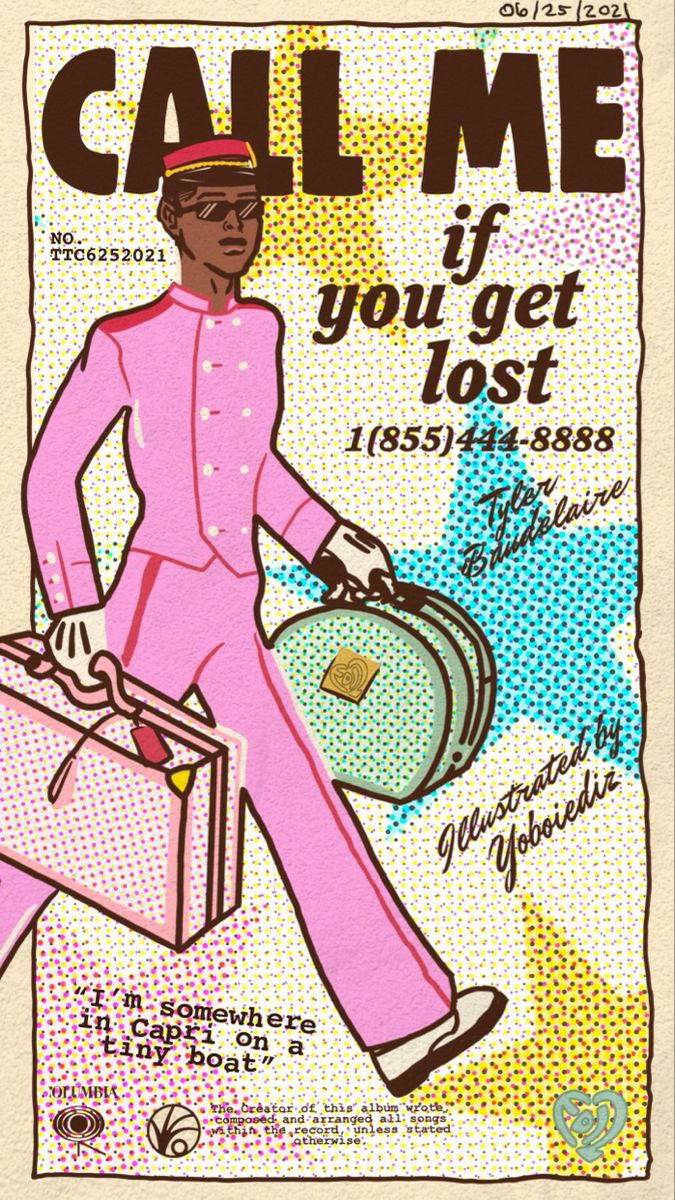 06/25/2021
CALL ME
if
you get
lost
NO.
TTC6252021
1(855)444-8888
Tyler
Baudelaire
Illustrated by
Yoboiediz
"I'm somewhere
in Capri on a
tiny boat"
COLUMBIA
The Creator of this album wrote,
composed and arranged all songs
within the record, unless stated
otherwise.